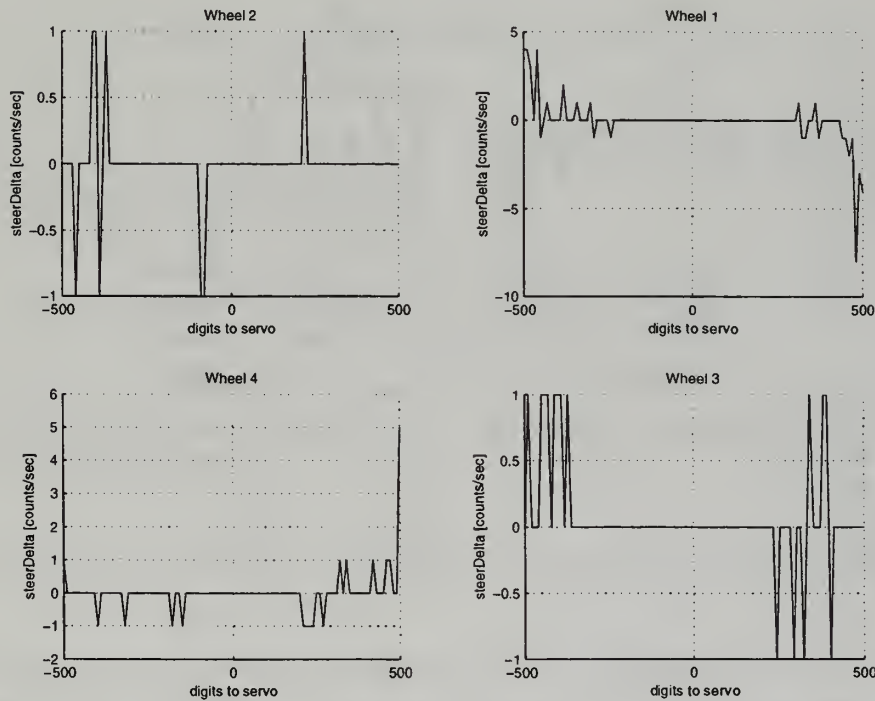 Wheel 2
1
0.5
0
−0.5
−1
−500
0
500
steerDelta [counts/sec]
digits to servo
Wheel 1
5
0
−5
−10
−500
0
500
steerDelta [counts/sec]
digits to servo
Wheel 4
6
5
4
3
2
1
0
−1
−2
−500
0
500
steerDelta [counts/sec]
digits to servo
Wheel 3
1
0.5
0
−0.5
−1
−500
0
500
steerDelta [counts/sec]
digits to servo